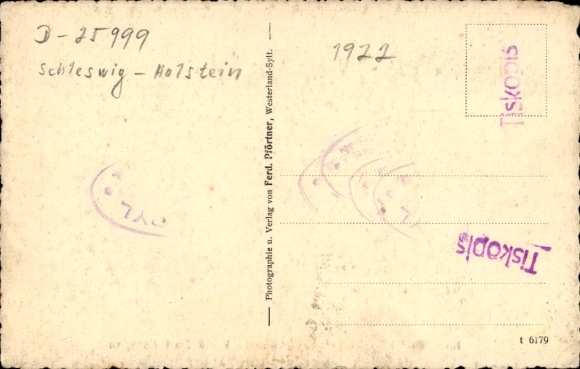 D-25999
Schleswig - Holstein
Photographie u. Verlag von Ferd. Pförtner, Westerland-Sylt.
1922
Tiskopis
Tiskopis
t 6179